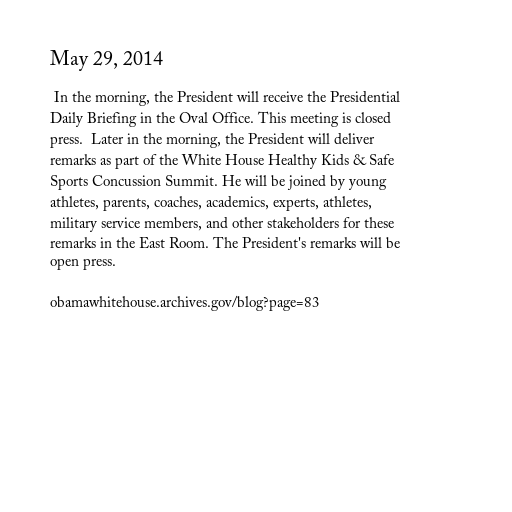 May 29, 2014
In the morning, the President will receive the Presidential
Daily Briefing in the Oval Office. This meeting is closed
press.  Later in the morning, the President will deliver
remarks as part of the White House Healthy Kids & Safe
Sports Concussion Summit. He will be joined by young
athletes, parents, coaches, academics, experts, athletes,
military service members, and other stakeholders for these
remarks in the East Room. The President's remarks will be
open press.
obamawhitehouse.archives.gov/blog?page=83